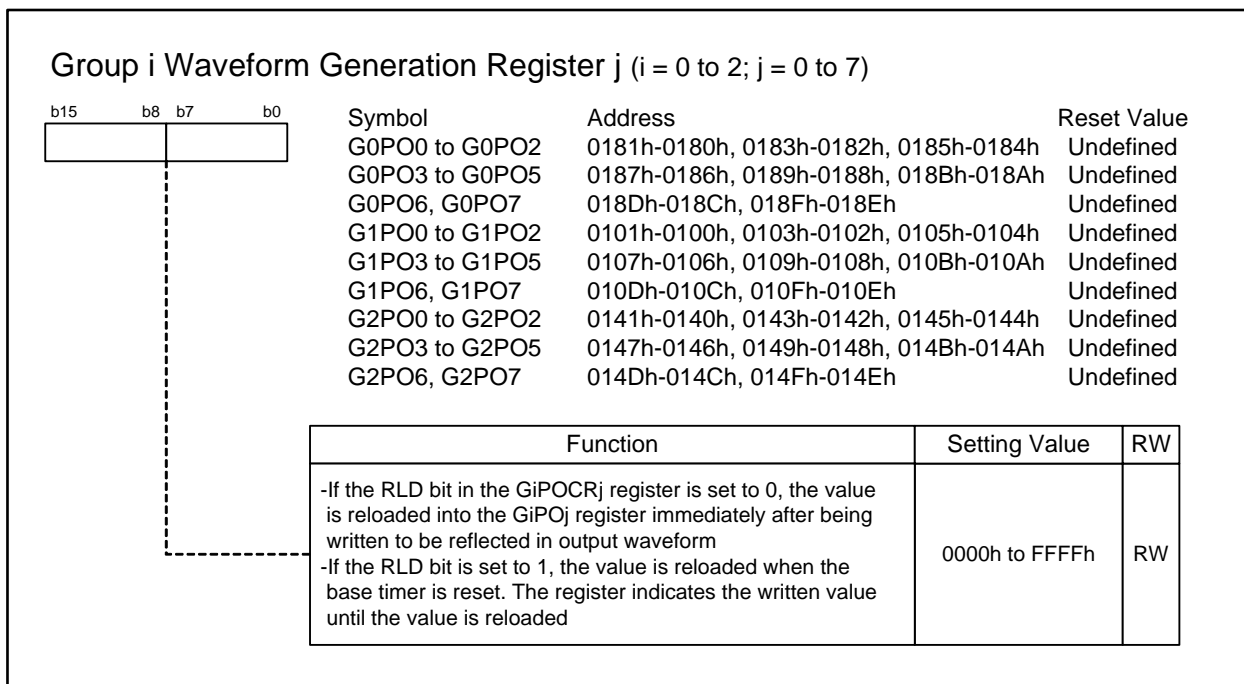 Group i Waveform Generation Register j (i = 0 to 2; j = 0 to 7)
b15 b8 b7 b0
Symbol Address Reset Value
G0PO0 to G0PO2 0181h-0180h, 0183h-0182h, 0185h-0184h Undefined
G0PO3 to G0PO5 0187h-0186h, 0189h-0188h, 018Bh-018Ah Undefined
G0PO6, G0PO7 018Dh-018Ch, 018Fh-018Eh Undefined
G1PO0 to G1PO2 0101h-0100h, 0103h-0102h, 0105h-0104h Undefined
G1PO3 to G1PO5 0107h-0106h, 0109h-0108h, 010Bh-010Ah Undefined
G1PO6, G1PO7 010Dh-010Ch, 010Fh-010Eh Undefined
G2PO0 to G2PO2 0141h-0140h, 0143h-0142h, 0145h-0144h Undefined
G2PO3 to G2PO5 0147h-0146h, 0149h-0148h, 014Bh-014Ah Undefined
G2PO6, G2PO7 014Dh-014Ch, 014Fh-014Eh Undefined
Function Setting Value RW
-If the RLD bit in the GiPOCRj register is set to 0, the value
is reloaded into the GiPOj register immediately after being
written to be reflected in output waveform
-If the RLD bit is set to 1, the value is reloaded when the
base timer is reset. The register indicates the written value
until the value is reloaded
0000h to FFFFh RW